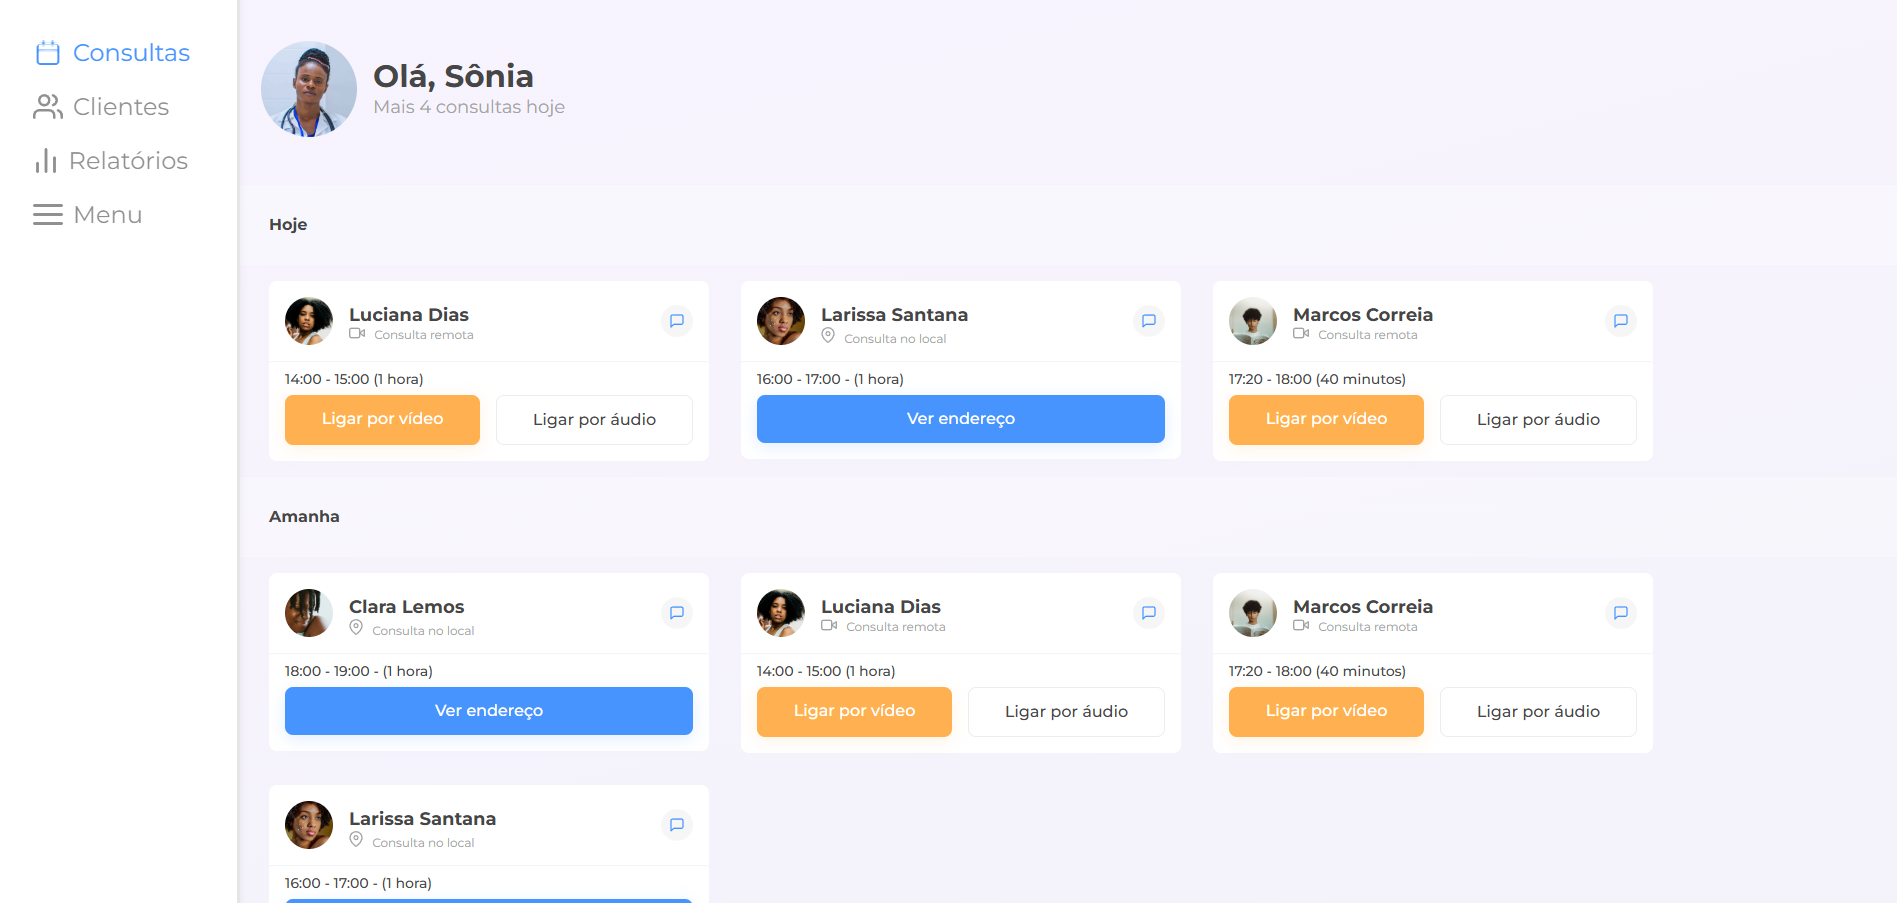 Consultas
Clientes
Relatórios
Menu
Olá, Sônia
Mais 4 consultas hoje
Hoje
Luciana Dias
Consulta remota
14:00 - 15:00 (1 hora)
Ligar por vídeo
Ligar por áudio
Larissa Santana
Consulta no local
16:00 - 17:00 - (1 hora)
Ver endereço
Marcos Correia
Consulta remota
17:20 - 18:00 (40 minutos)
Ligar por vídeo
Ligar por áudio
Amanha
Clara Lemos
Consulta no local
18:00 - 19:00 - (1 hora)
Ver endereço
Luciana Dias
Consulta remota
14:00 - 15:00 (1 hora)
Ligar por vídeo
Ligar por áudio
Marcos Correia
Consulta remota
17:20 - 18:00 (40 minutos)
Ligar por vídeo
Ligar por áudio
Larissa Santana
Consulta no local
16:00 - 17:00 - (1 hora)